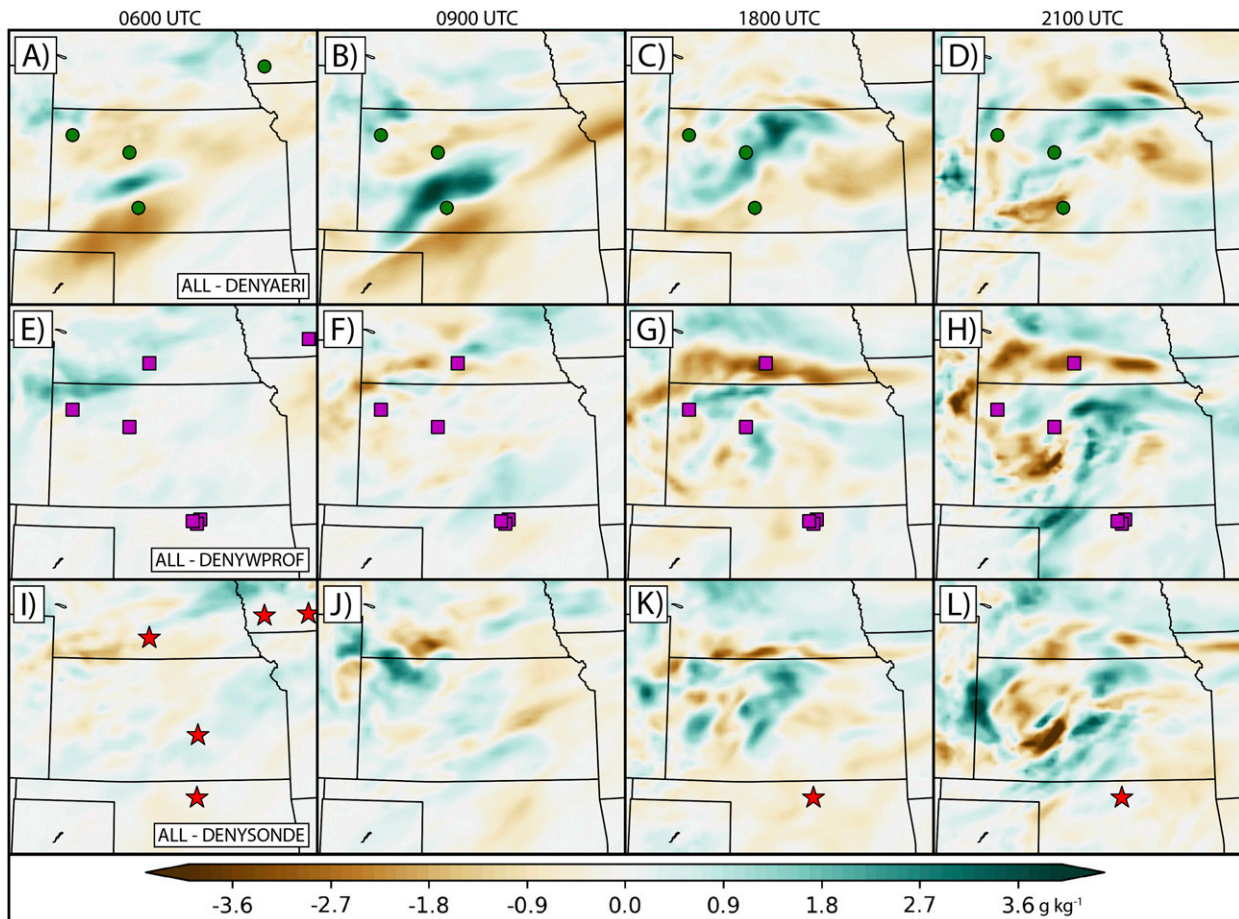 0600 UTC 0900 UTC 1800 UTC 2100 UTC
A) B) C) D)
ALL - DENYAERI
E) F) G) H)
ALL - DENYWPROF
I) J) K) L)
ALL - DENYSONDE
-3.6 -2.7 -1.8 -0.9 0.0 0.9 1.8 2.7 3.6 g kg⁻¹